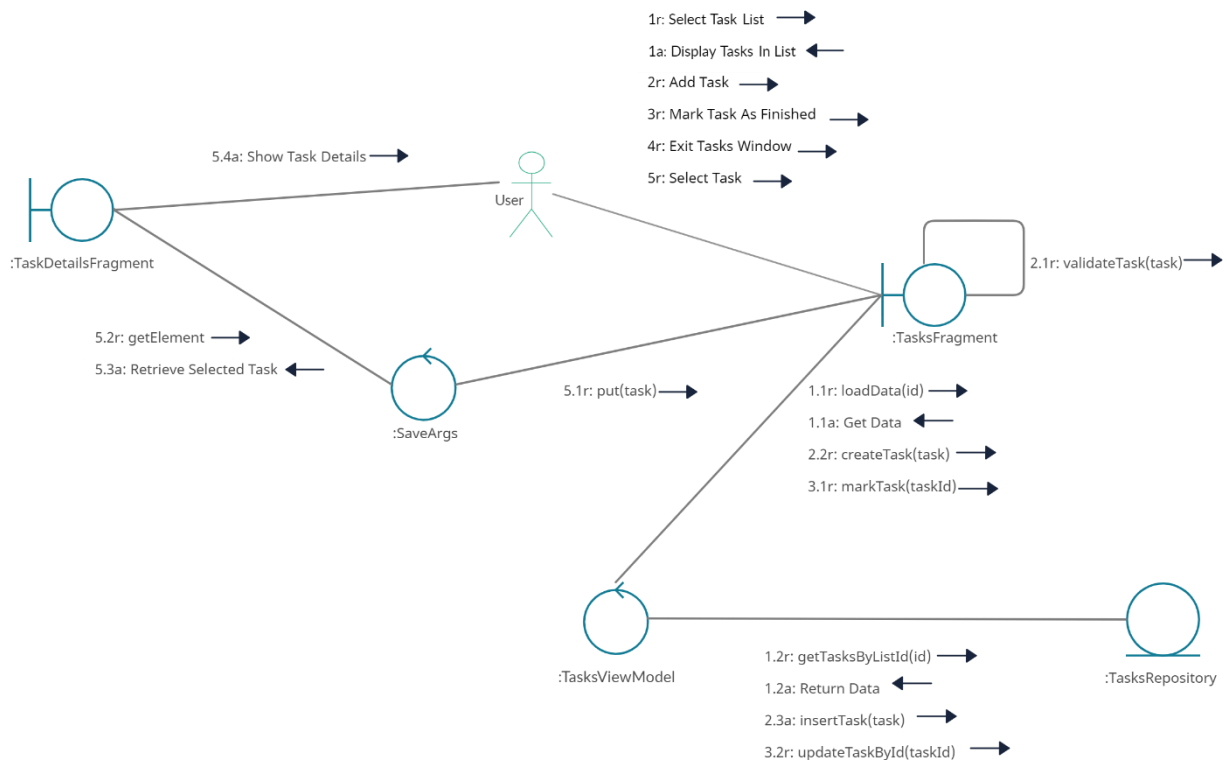 1r: Select Task List
1a: Display Tasks In List
2r: Add Task
3r: Mark Task As Finished
4r: Exit Tasks Window
5r: Select Task
5.4a: Show Task Details
User
:TaskDetailsFragment
2.1r: validateTask(task)
:TasksFragment
5.2r: getElement
5.3a: Retrieve Selected Task
:SaveArgs
5.1r: put(task)
1.1r: loadData(id)
1.1a: Get Data
2.2r: createTask(task)
3.1r: markTask(taskId)
:TasksViewModel
:TasksRepository
1.2r: getTasksByListId(id)
1.2a: Return Data
2.3a: insertTask(task)
3.2r: updateTaskById(taskId)